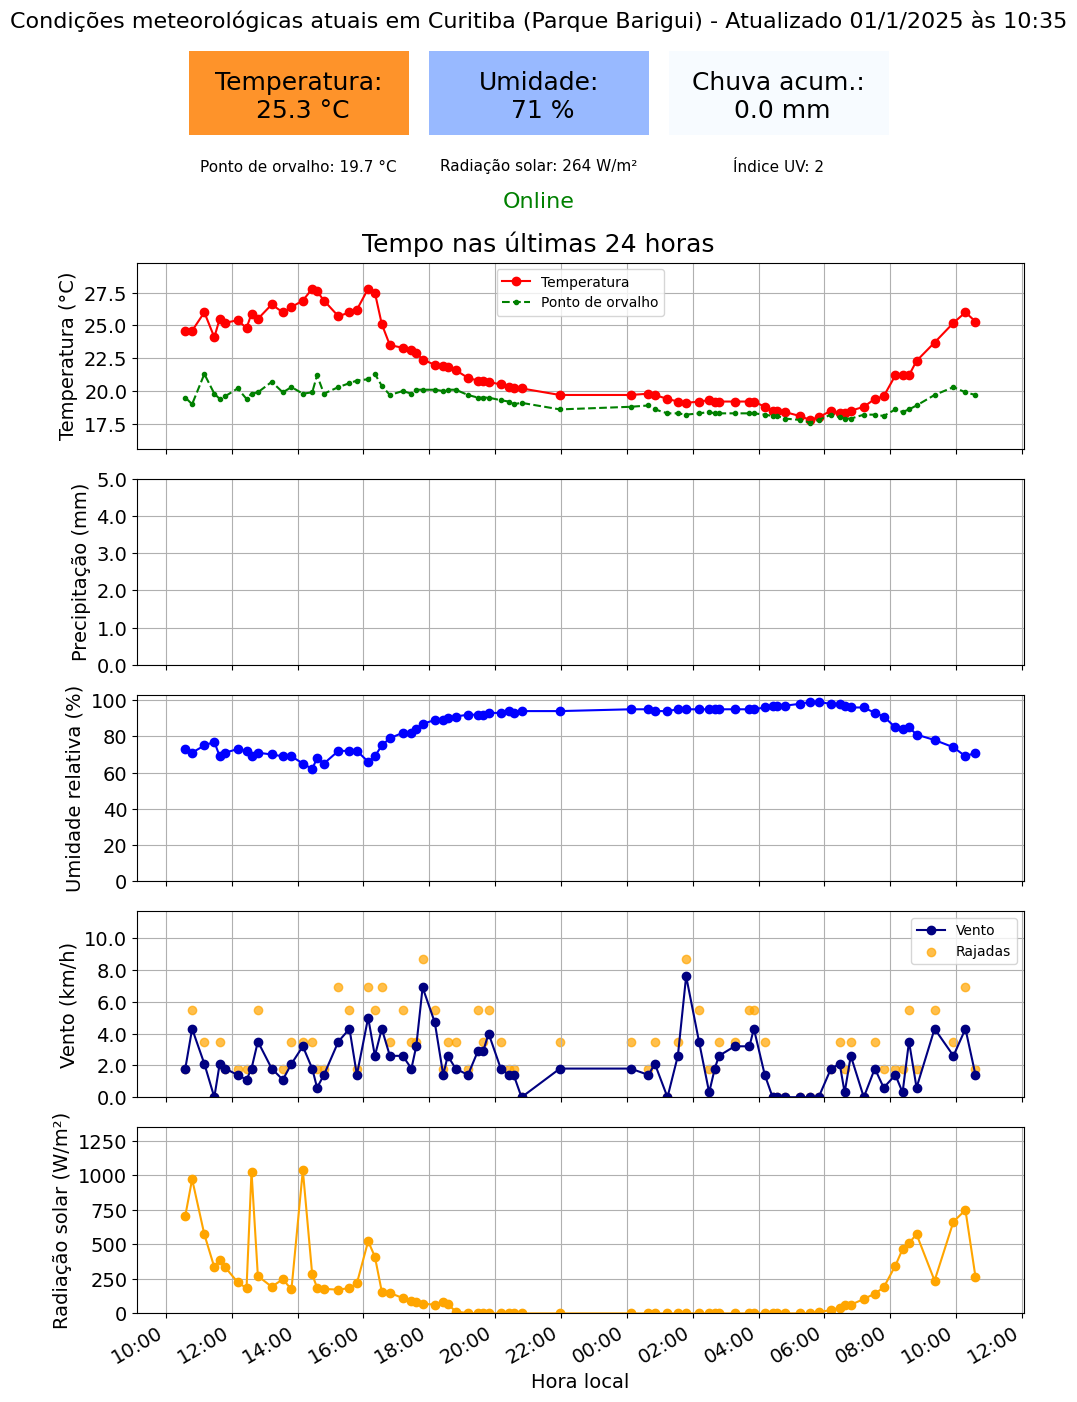 Condições meteorológicas atuais em Curitiba (Parque Barigui) - Atualizado 01/1/2025 às 10:35
Temperatura:
25.3 °C
Umidade:
71 %
Chuva acum.:
0.0 mm
Ponto de orvalho: 19.7 °C
Radiação solar: 264 W/m²
Índice UV: 2
Online
Tempo nas últimas 24 horas
Temperatura (°C)
27.5
25.0
22.5
20.0
17.5
Temperatura
Ponto de orvalho
Precipitação (mm)
5.0
4.0
3.0
2.0
1.0
0.0
Umidade relativa (%)
100
80
60
40
20
0
Vento (km/h)
10.0
8.0
6.0
4.0
2.0
0.0
Vento
Rajadas
Radiação solar (W/m²)
1250
1000
750
500
250
0
10:00
12:00
14:00
16:00
18:00
20:00
22:00
00:00
02:00
04:00
06:00
08:00
10:00
12:00
Hora local